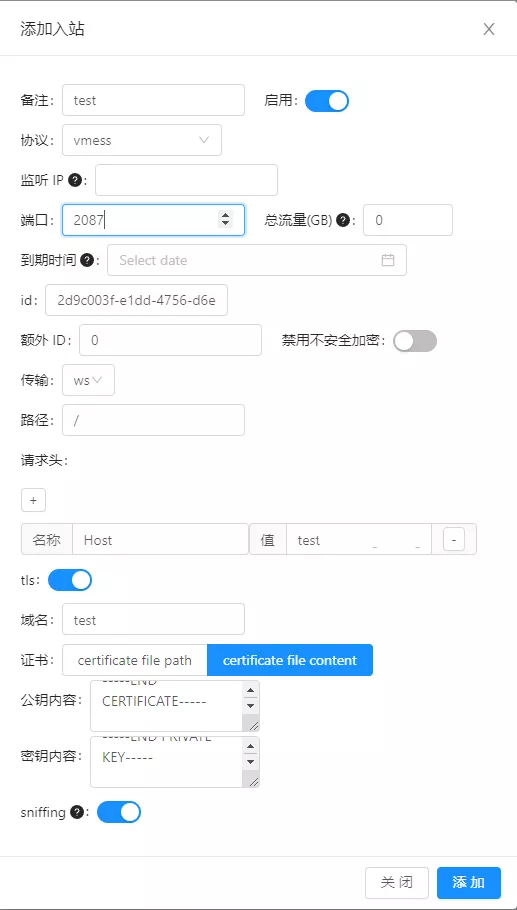 添加入站
备注: test 启用:
协议: vmess
监听 IP ?:
端口: 2087 总流量(GB) ?: 0
到期时间 ?: Select date
id: 2d9c003f-e1dd-4756-d6e
额外 ID: 0 禁用不安全加密:
传输: ws
路径: /
请求头:
+
名称 Host 值 test -
tls:
域名: test
证书: certificate file path certificate file content
-----END
公钥内容: CERTIFICATE-----
-----END PRIVATE
密钥内容: KEY-----
sniffing ?:
关 闭 添 加